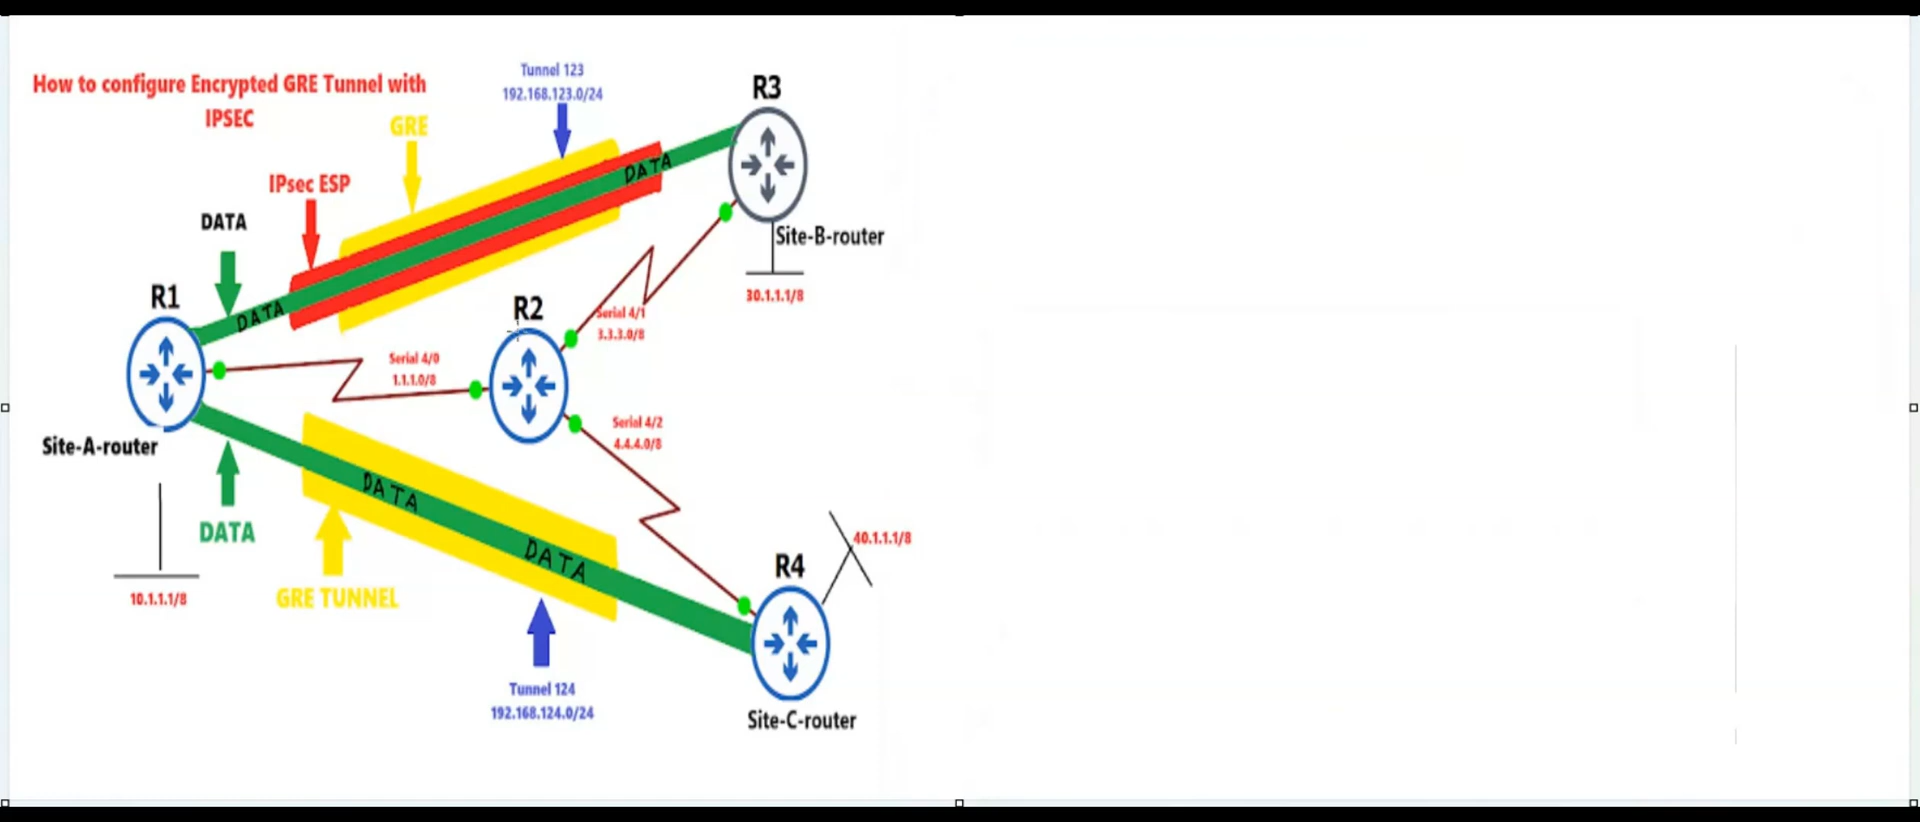 How to configure Encrypted GRE Tunnel with
IPSEC
Tunnel 123
192.168.123.0/24
R3
GRE
IPsec ESP
DATA
DATA
DATA
Site-B-router
30.1.1.1/8
R1
R2
Serial 4/1
3.3.3.0/8
Serial 4/0
1.1.1.0/8
Site-A-router
Serial 4/2
4.4.4.0/8
DATA
DATA
DATA
10.1.1.1/8
GRE TUNNEL
R4
40.1.1.1/8
Tunnel 124
192.168.124.0/24
Site-C-router